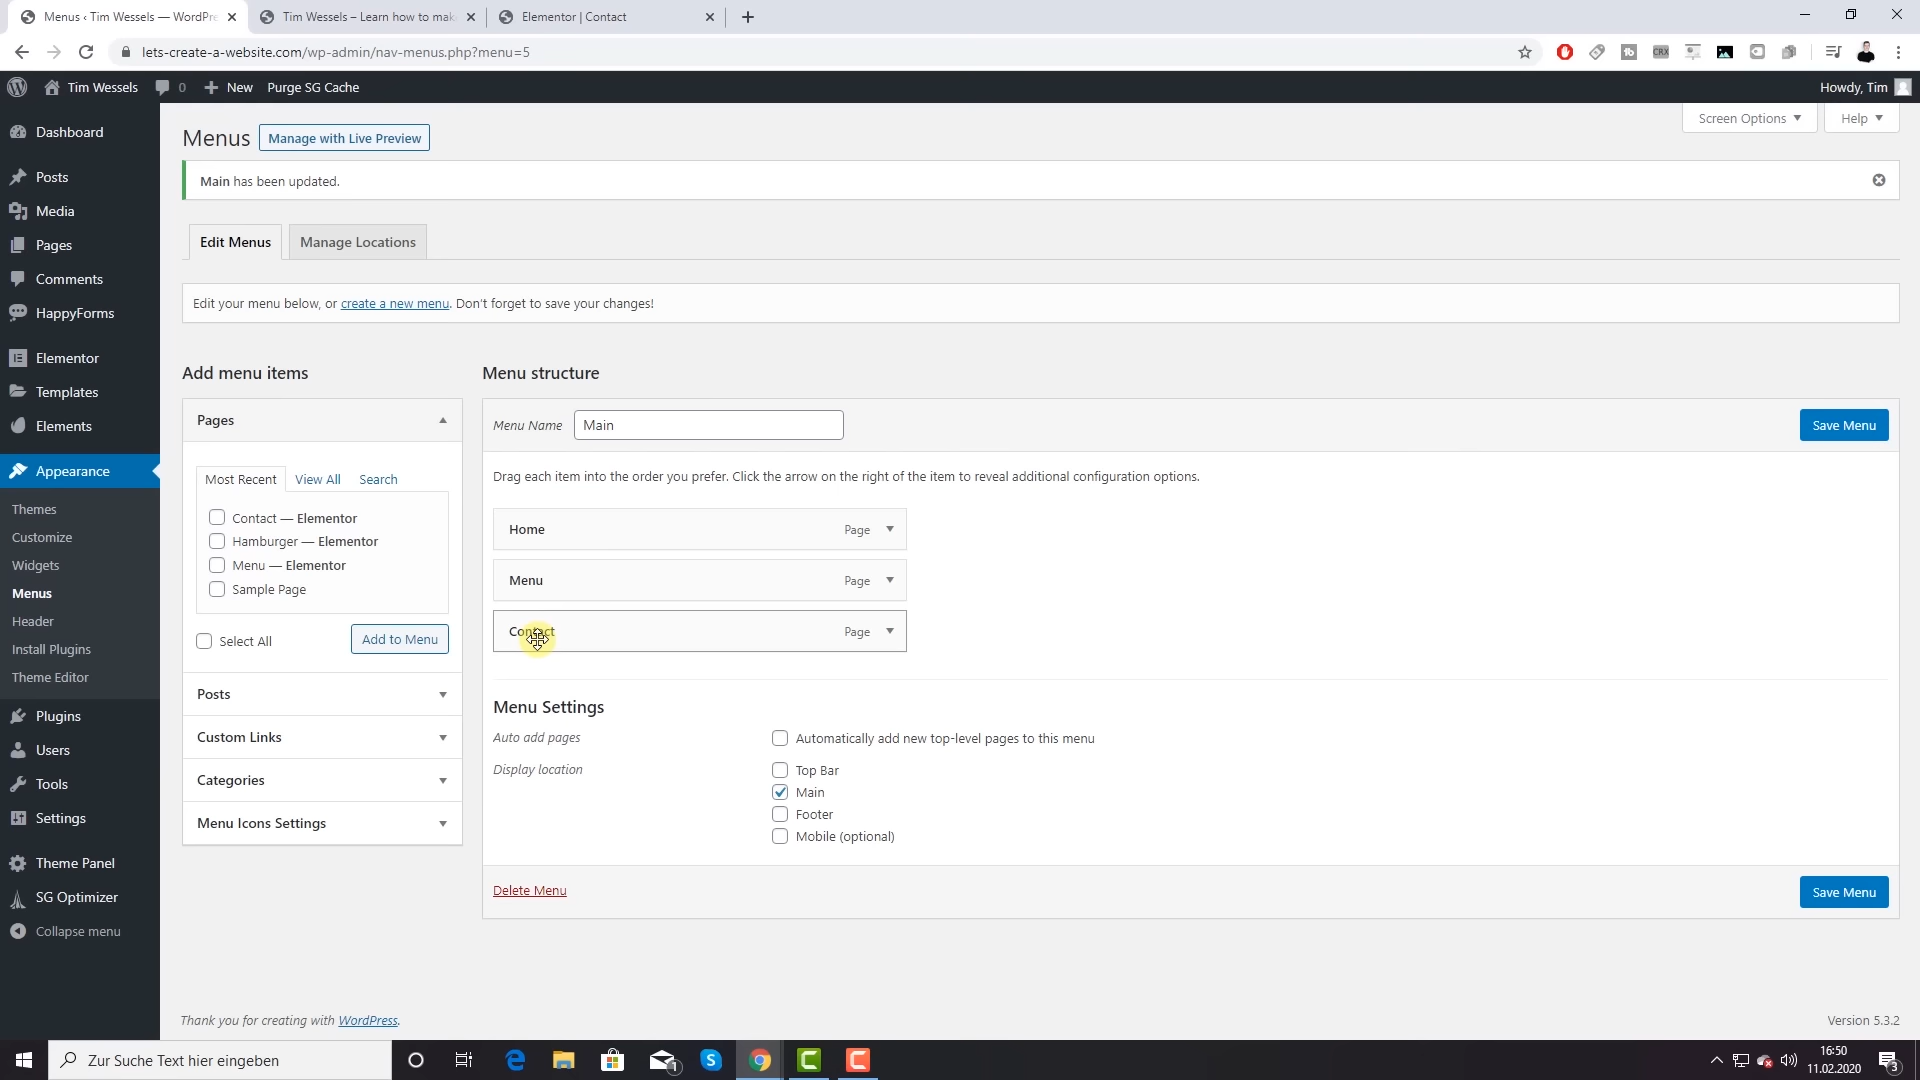 Menus ‹ Tim Wessels — WordPre
Tim Wessels – Learn how to mak
Elementor | Contact
lets-create-a-website.com/wp-admin/nav-menus.php?menu=5
Tim Wessels
0
New
Purge SG Cache
Howdy, Tim
Dashboard
Posts
Media
Pages
Comments
HappyForms
Elementor
Templates
Elements
Appearance
Themes
Customize
Widgets
Menus
Header
Install Plugins
Theme Editor
Plugins
Users
Tools
Settings
Theme Panel
SG Optimizer
Collapse menu
Menus
Manage with Live Preview
Screen Options
Help
Main has been updated.
Edit Menus
Manage Locations
Edit your menu below, or create a new menu. Don't forget to save your changes!
Add menu items
Pages
Most Recent
View All
Search
Contact — Elementor
Hamburger — Elementor
Menu — Elementor
Sample Page
Select All
Add to Menu
Posts
Custom Links
Categories
Menu Icons Settings
Menu structure
Menu Name
Main
Save Menu
Drag each item into the order you prefer. Click the arrow on the right of the item to reveal additional configuration options.
Home
Page
Menu
Page
Contact
Page
Menu Settings
Auto add pages
Automatically add new top-level pages to this menu
Display location
Top Bar
Main
Footer
Mobile (optional)
Delete Menu
Save Menu
Thank you for creating with WordPress.
Version 5.3.2
Zur Suche Text hier eingeben
1
16:50
11.02.2020
3